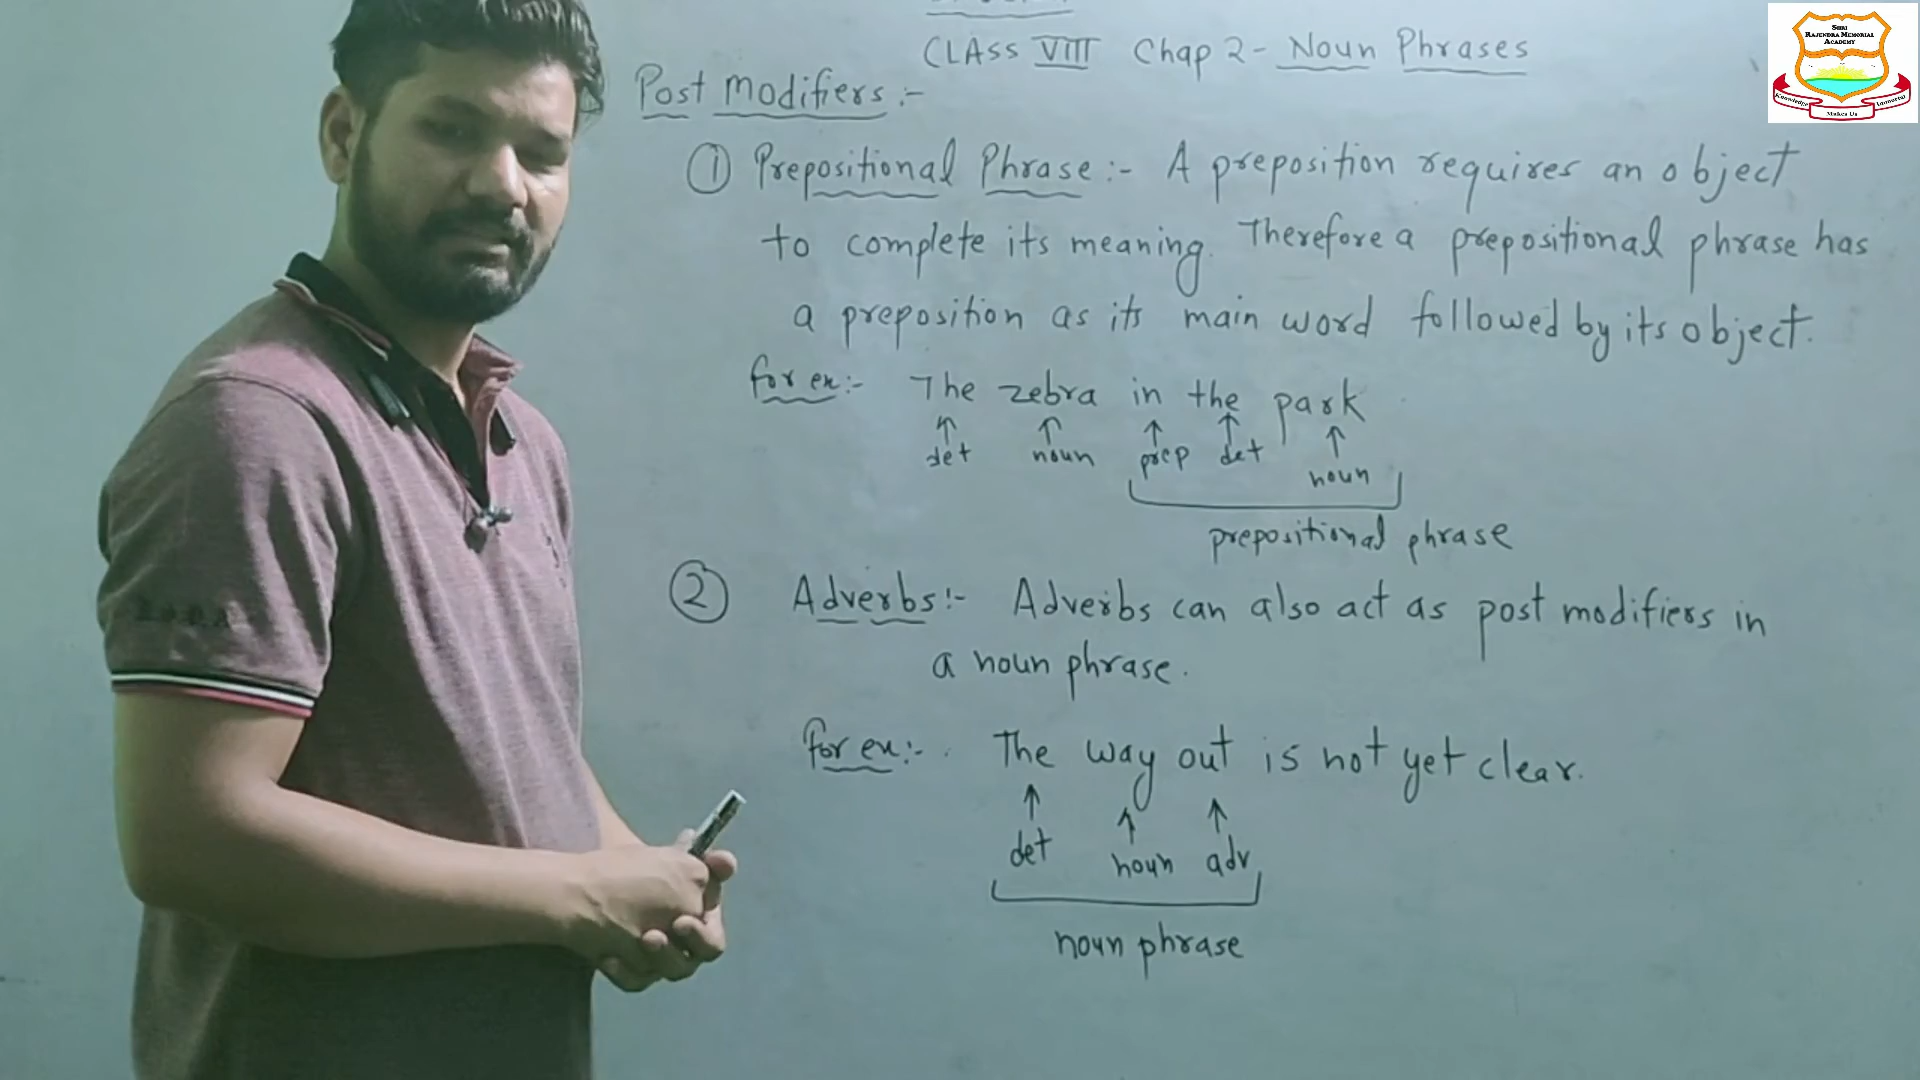 CLASS VIII Chap 2 - Noun Phrases
Post Modifiers :-
① Prepositional Phrase :- A preposition requires an object
to complete its meaning. Therefore a prepositional phrase has
a preposition as its main word followed by its object.
for ex :- The zebra in the park
det noun prep det noun
prepositional phrase
② Adverbs :- Adverbs can also act as post modifiers in
a noun phrase.
for ex :- The way out is not yet clear.
det noun adv
noun phrase
SHRI
RAJENDRA MEMORIAL
ACADEMY
Knowledge Makes Us Immortal